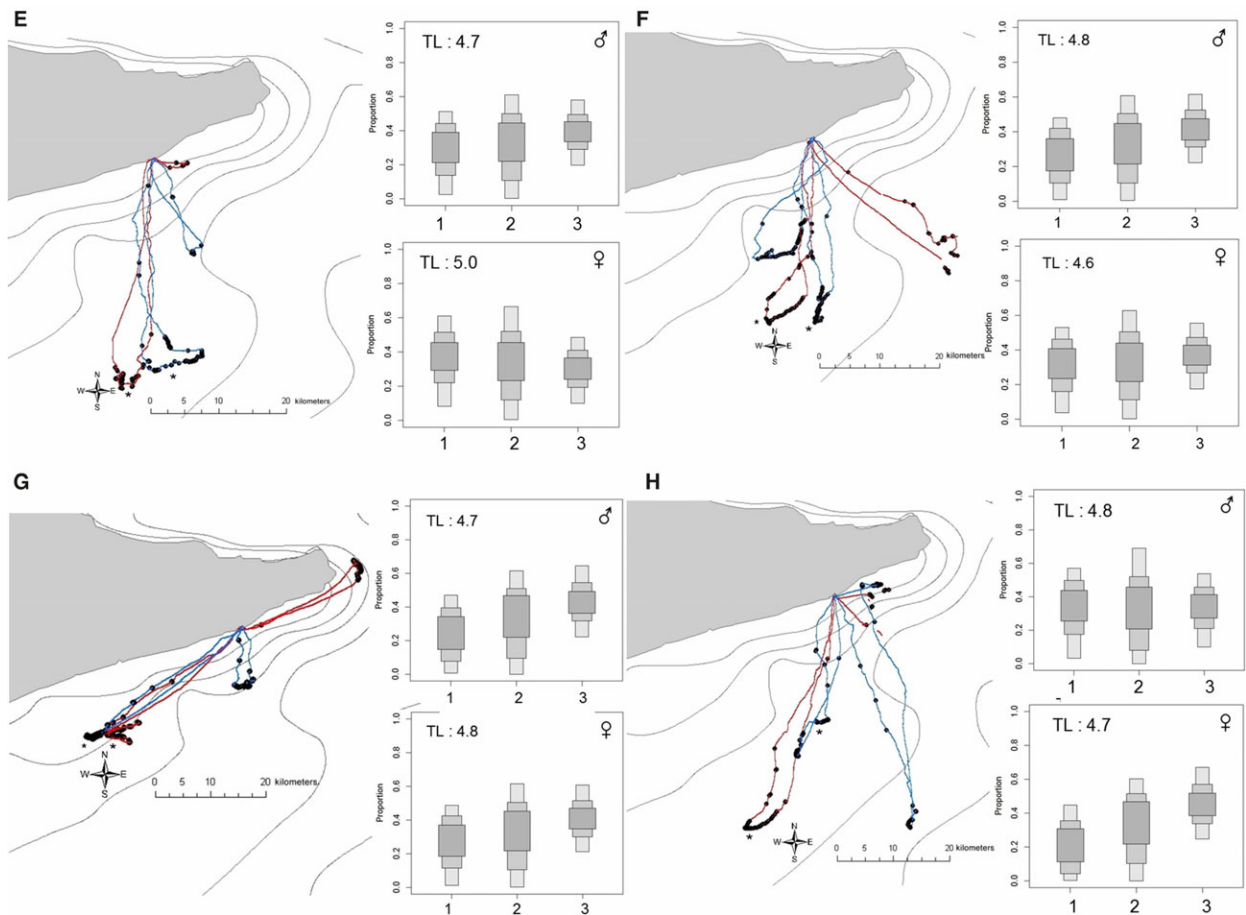 E
TL : 4.7 ♂
Proportion
0.0 0.2 0.4 0.6 0.8 1.0
1 2 3
TL : 5.0 ♀
Proportion
0.0 0.2 0.4 0.6 0.8 1.0
1 2 3
*
*
N
W E
S
0 5 10 20 kilometers
F
TL : 4.8 ♂
Proportion
0.0 0.2 0.4 0.6 0.8 1.0
1 2 3
TL : 4.6 ♀
Proportion
0.0 0.2 0.4 0.6 0.8 1.0
1 2 3
* *
N
W E
S
0 5 10 20
kilometers
G
TL : 4.7 ♂
Proportion
0.0 0.2 0.4 0.6 0.8 1.0
1 2 3
TL : 4.8 ♀
Proportion
0.0 0.2 0.4 0.6 0.8 1.0
1 2 3
* *
N
W E
S
0 5 10 20 kilometers
H
TL : 4.8 ♂
Proportion
0.0 0.2 0.4 0.6 0.8 1.0
1 2 3
TL : 4.7 ♀
Proportion
0.0 0.2 0.4 0.6 0.8 1.0
1 2 3
*
*
N
W E
S
0 5 10 20 kilometers